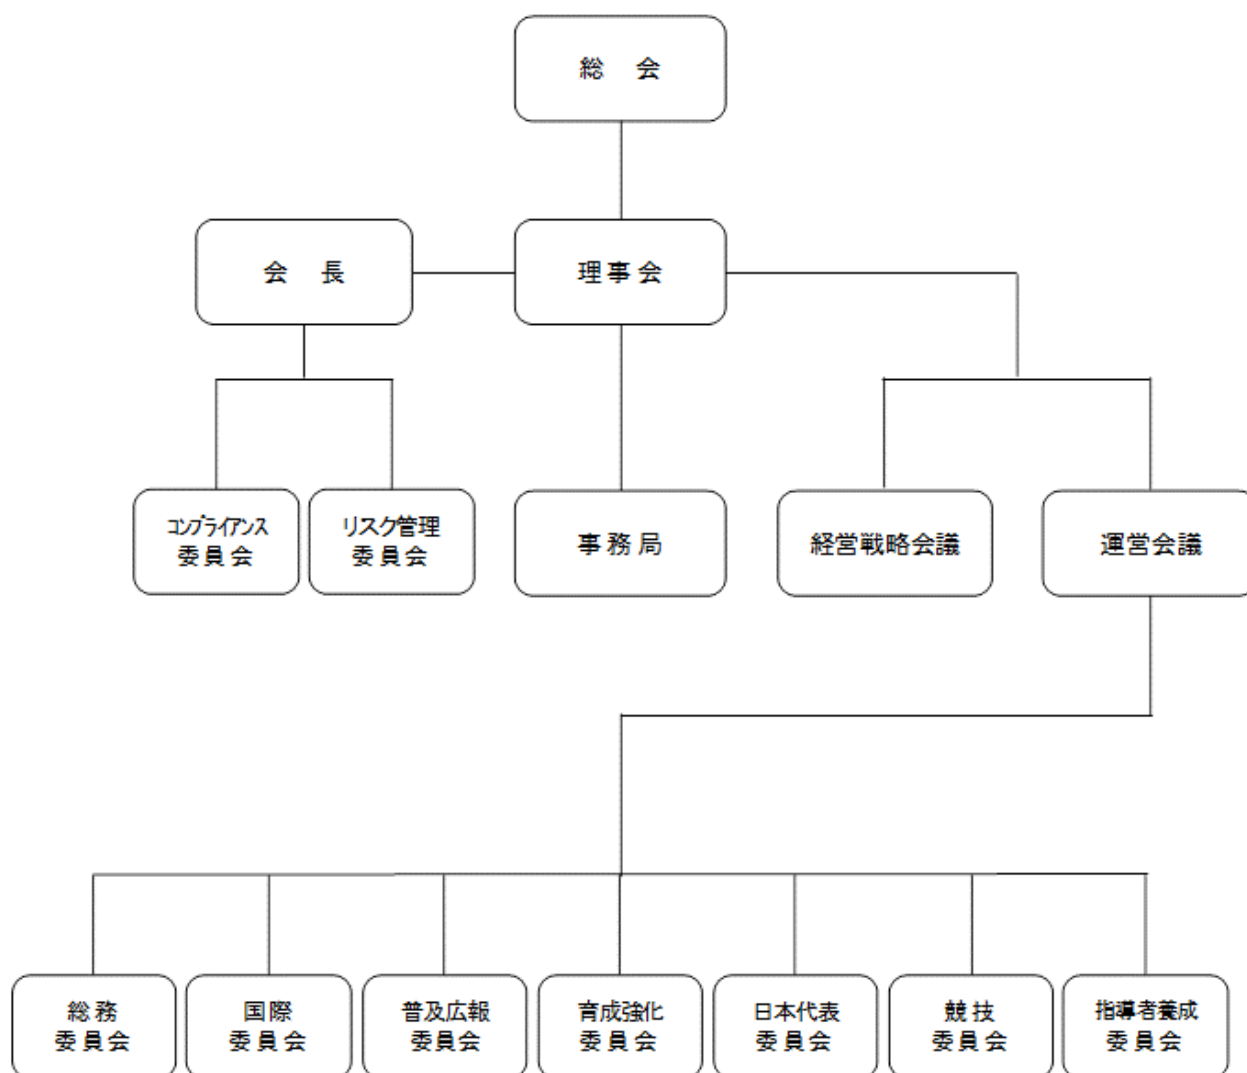 総　会
会　長
理事会
コンプライアンス
委員会
リスク管理
委員会
事務局
経営戦略会議
運営会議
総務
委員会
国際
委員会
普及広報
委員会
育成強化
委員会
日本代表
委員会
競技
委員会
指導者養成
委員会